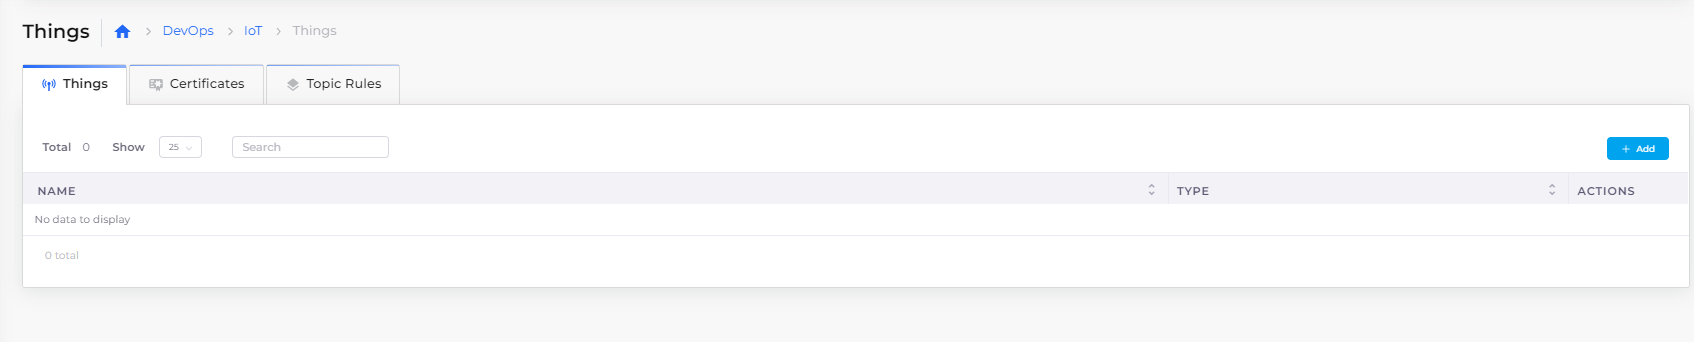 Things DevOps IoT Things
Things Certificates Topic Rules
Total 0 Show 25 Search + Add
NAME TYPE ACTIONS
No data to display
0 total